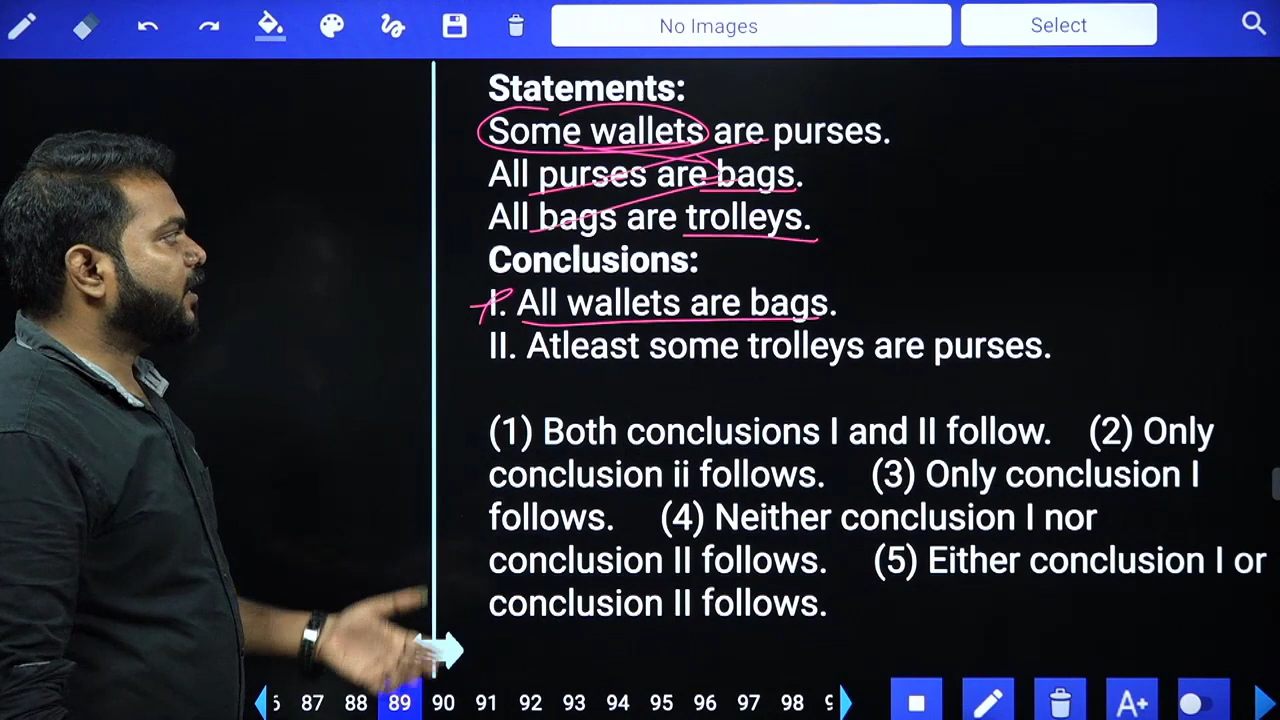 No Images
Select
Statements:
Some wallets are purses.
All purses are bags.
All bags are trolleys.
Conclusions:
I. All wallets are bags.
II. Atleast some trolleys are purses.
(1) Both conclusions I and II follow. (2) Only
conclusion ii follows. (3) Only conclusion I
follows. (4) Neither conclusion I nor
conclusion II follows. (5) Either conclusion I or
conclusion II follows.
87 88 89 90 91 92 93 94 95 96 97 98
A+